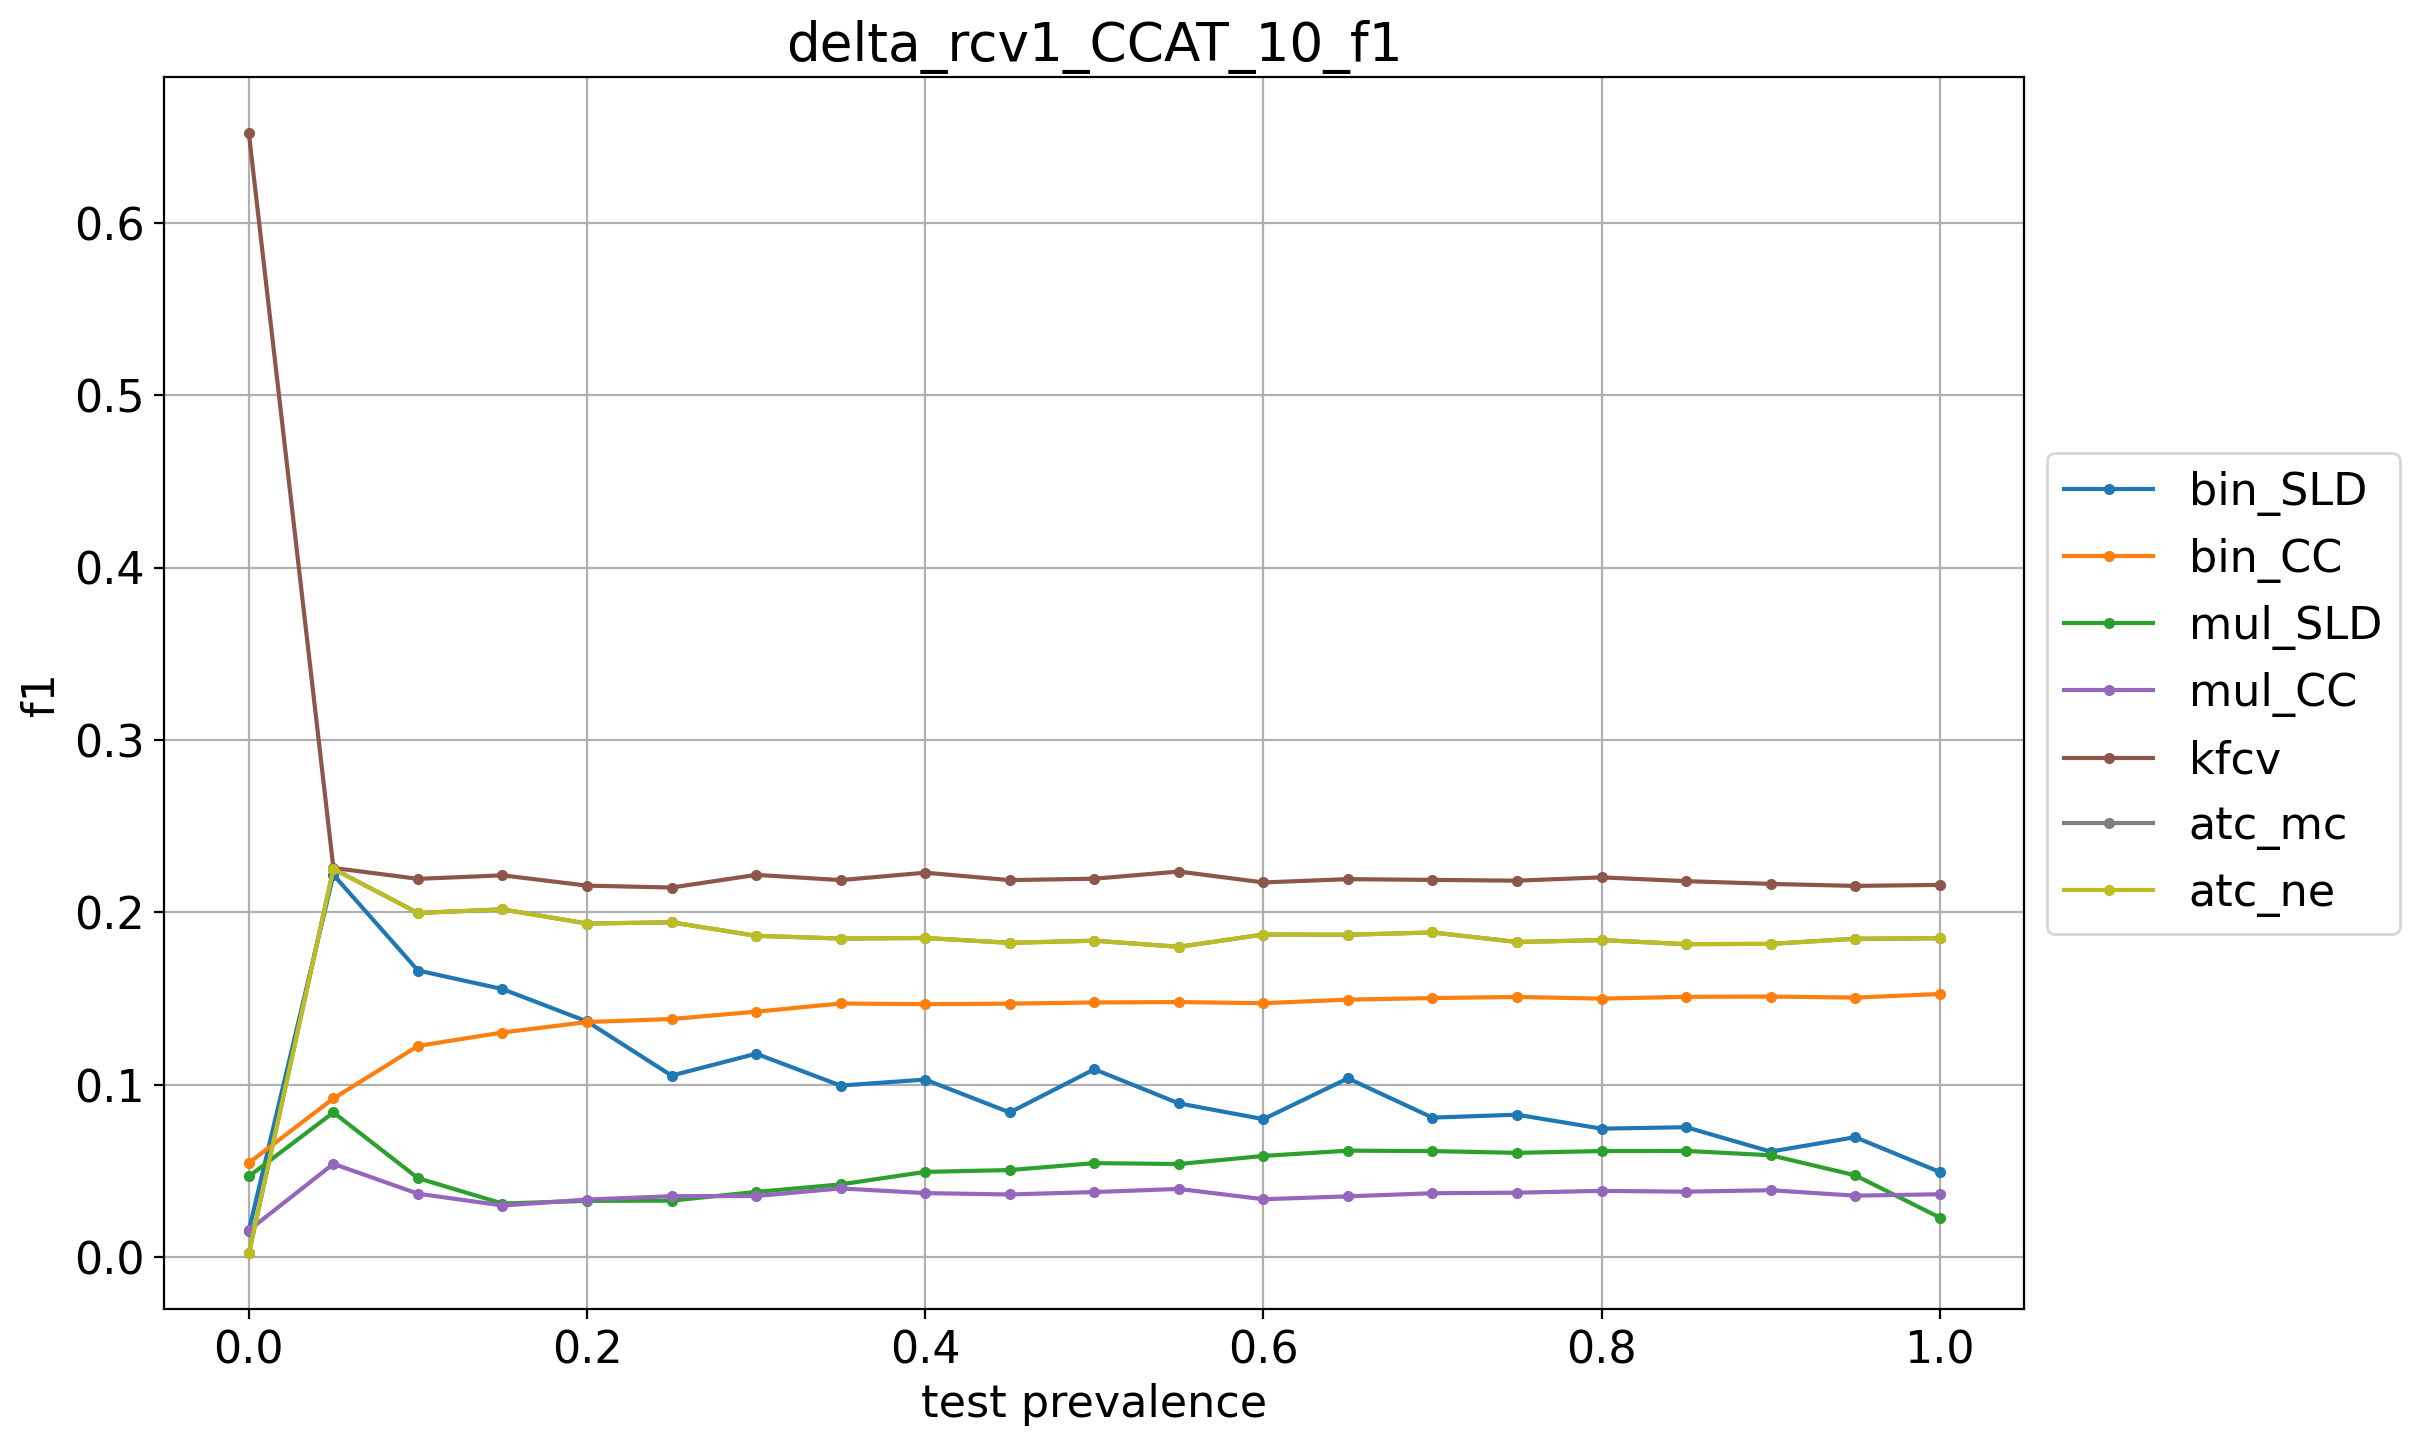 delta_rcv1_CCAT_10_f1
f1
0.6
0.5
0.4
0.3
0.2
0.1
0.0
0.0 0.2 0.4 0.6 0.8 1.0
test prevalence
bin_SLD
bin_CC
mul_SLD
mul_CC
kfcv
atc_mc
atc_ne